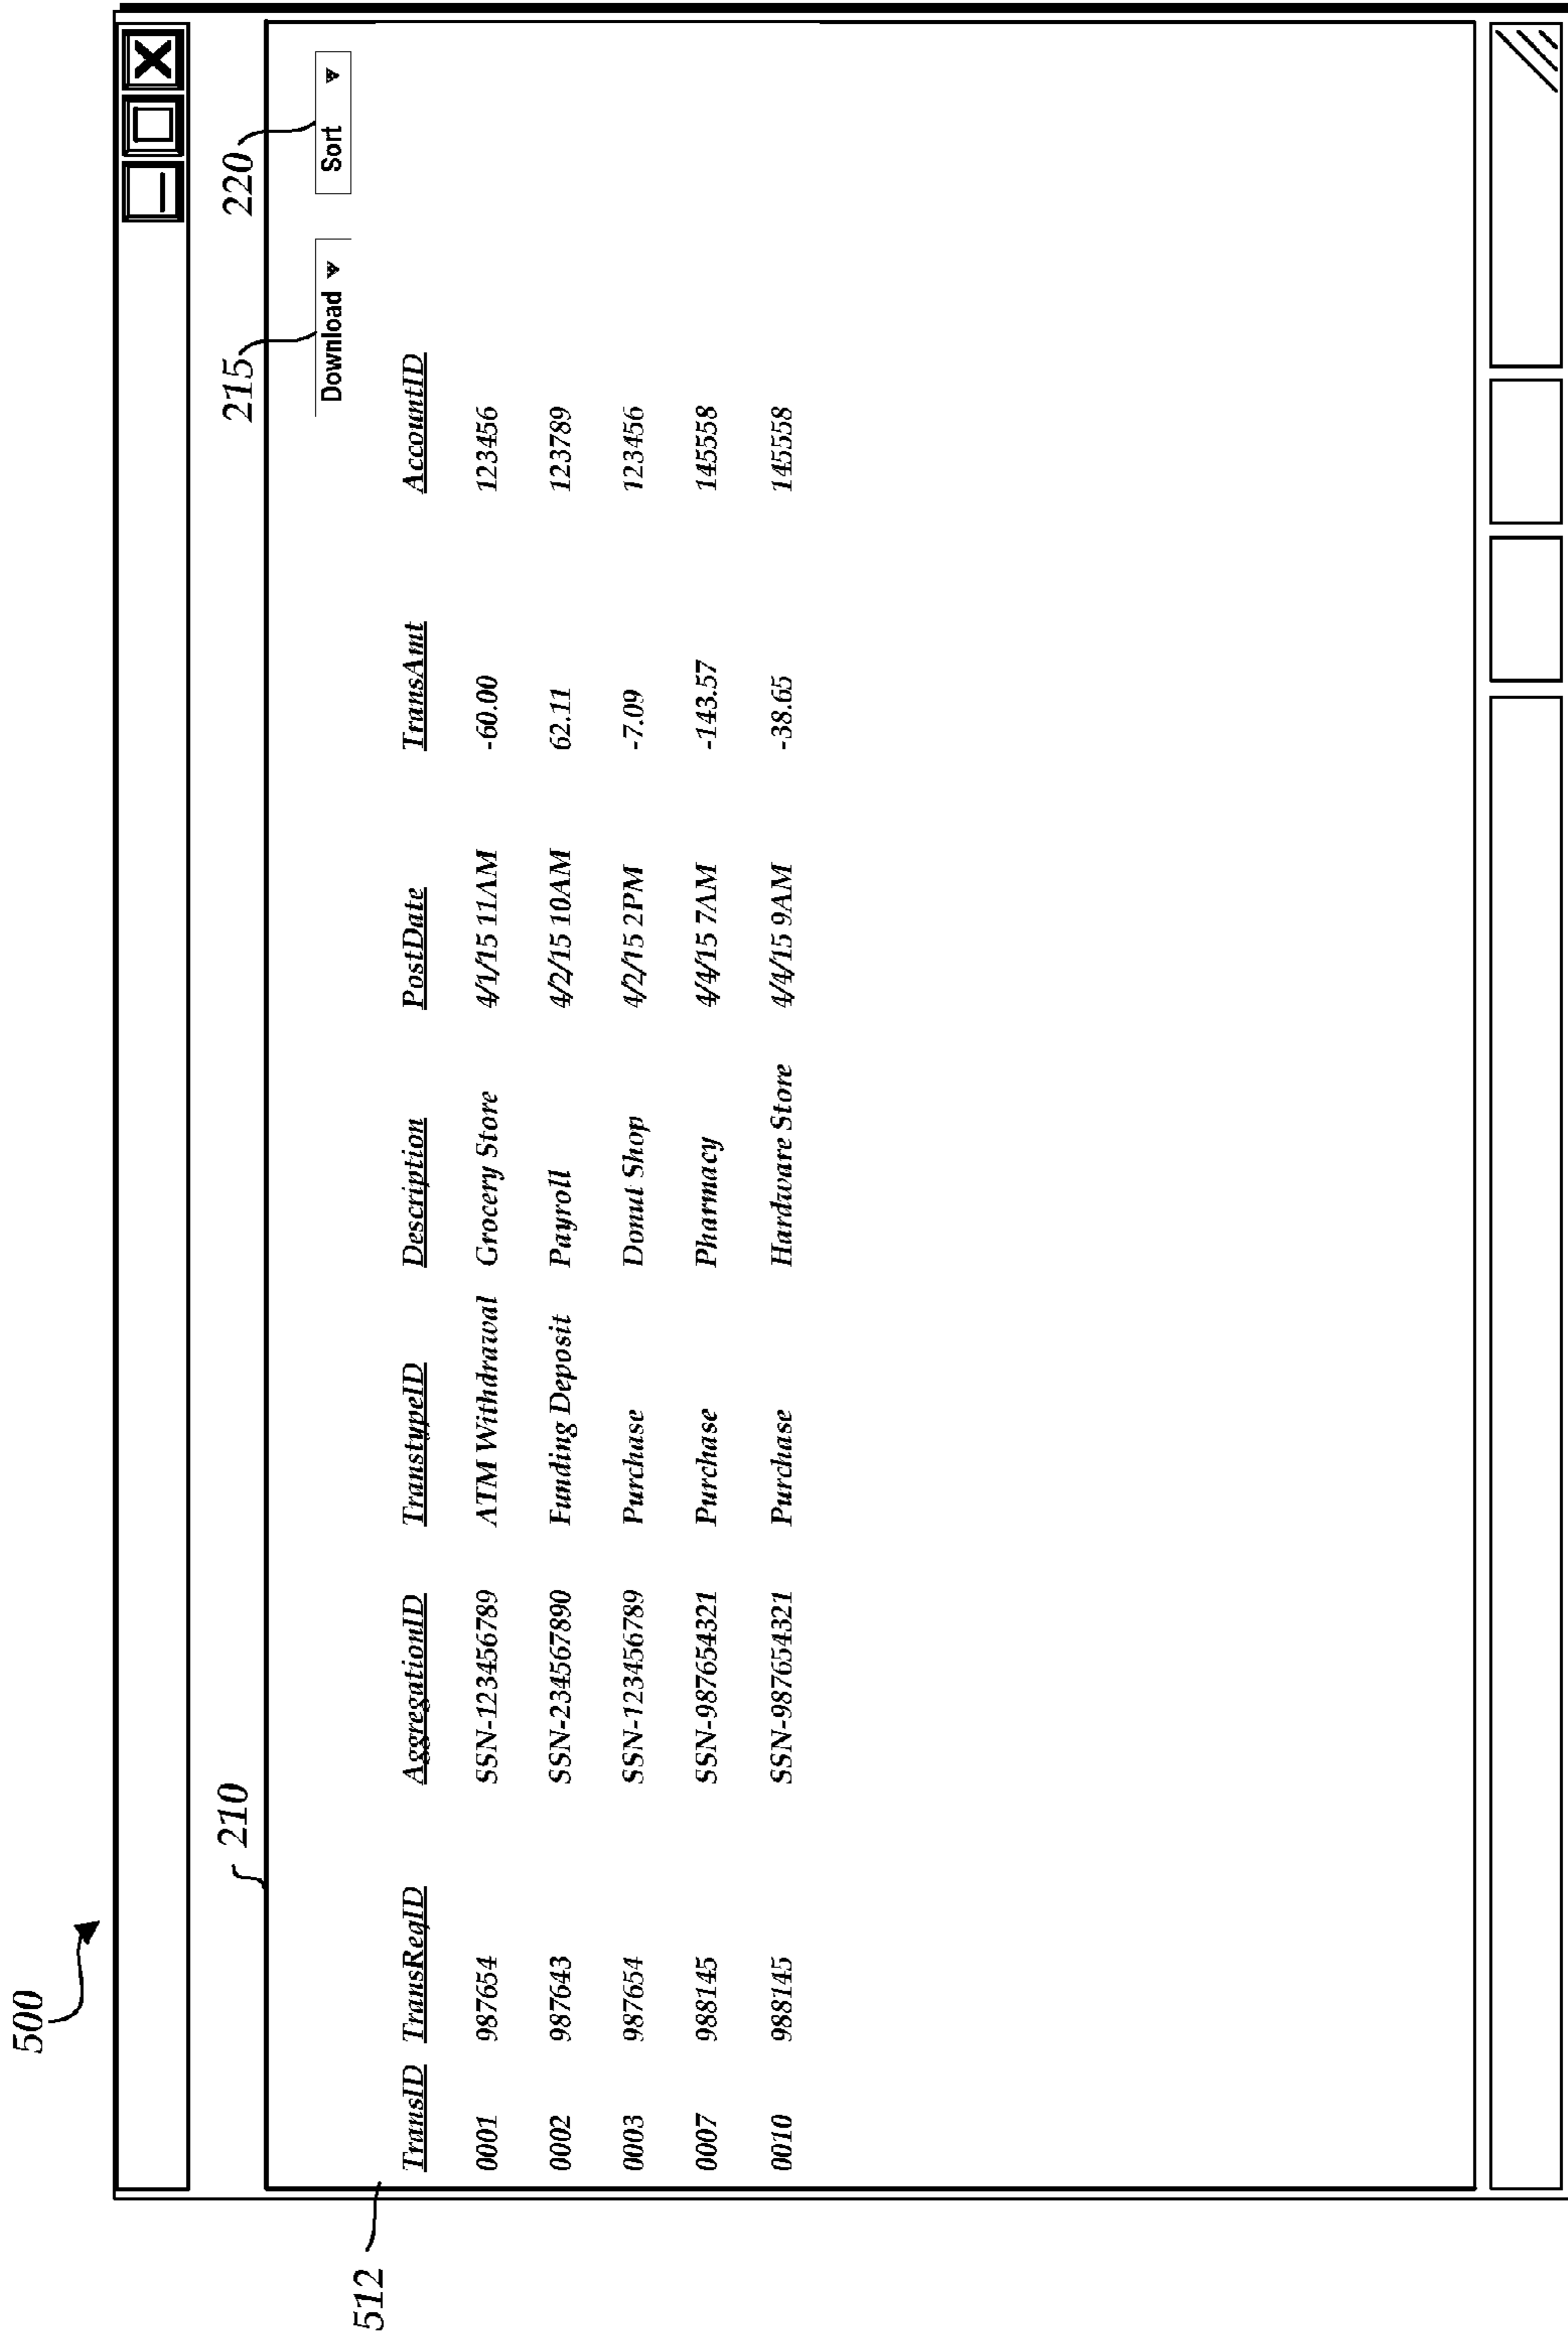 500
210
215
220
Download
Sort
512
TransID TransRegID AggregationID TranstypeID Description PostDate TransAmt AccountID
0001 987654 SSN-123456789 ATM Withdrawal Grocery Store 4/1/15 11AM -60.00 123456
0002 987643 SSN-234567890 Funding Deposit Payroll 4/2/15 10AM 62.11 123789
0003 987654 SSN-123456789 Purchase Donut Shop 4/2/15 2PM -7.09 123456
0007 988145 SSN-987654321 Purchase Pharmacy 4/4/15 7AM -143.57 145558
0010 988145 SSN-987654321 Purchase Hardware Store 4/4/15 9AM -38.65 145558